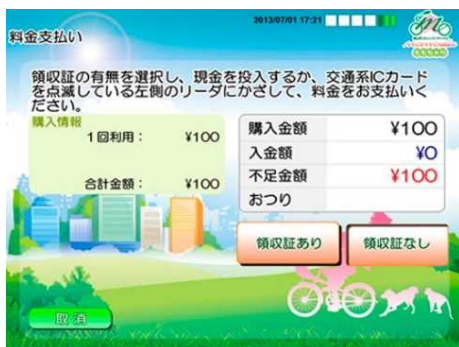 2013/07/01 17:21
料金支払い
領収証の有無を選択し、現金を投入するか、交通系ICカード
を点滅している左側のリーダにかざして、料金をお支払いく
ださい。
購入情報
1回利用： ¥100
合計金額： ¥100
購入金額 ¥100
入金額 ¥0
不足金額 ¥100
おつり
領収証あり 領収証なし
取消